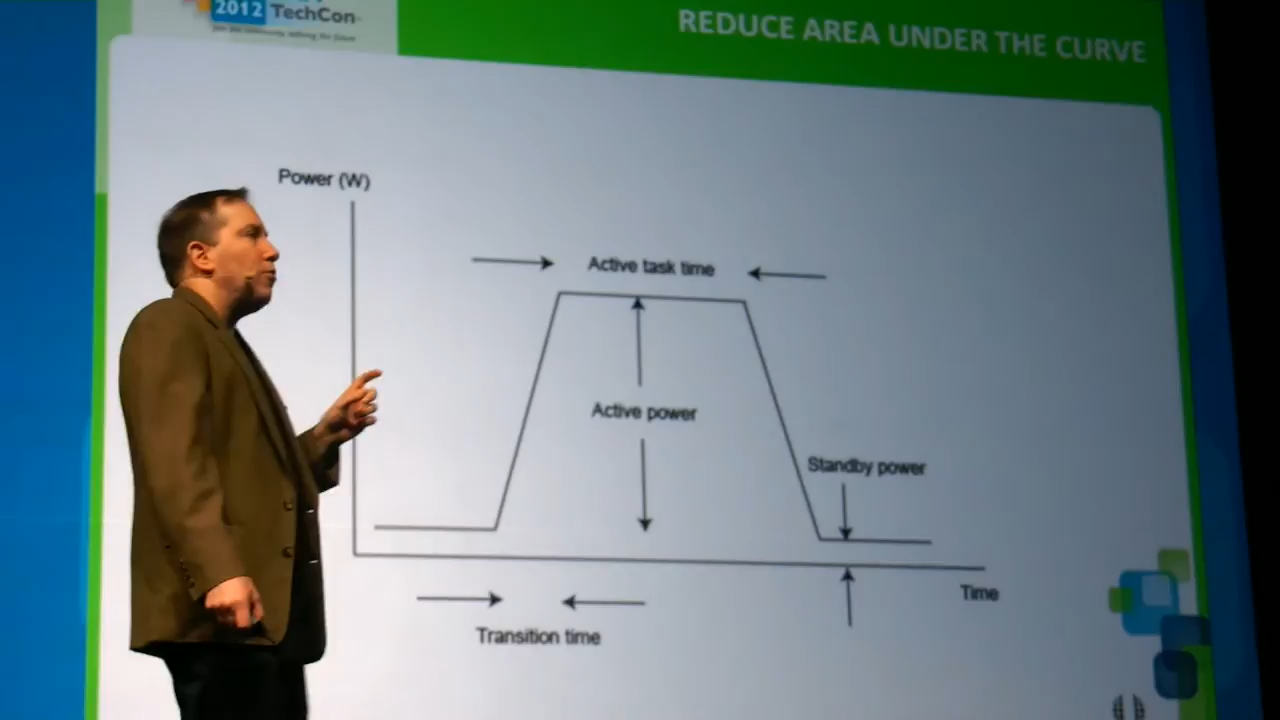 2012 TechCon
REDUCE AREA UNDER THE CURVE
Power (W)
Active task time
Active power
Standby power
Time
Transition time